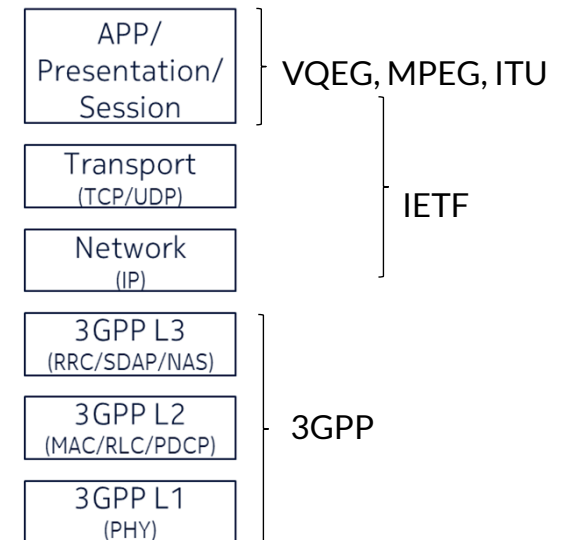 APP/
Presentation/
Session
VQEG, MPEG, ITU
Transport
(TCP/UDP)
IETF
Network
(IP)
3GPP L3
(RRC/SDAP/NAS)
3GPP L2
(MAC/RLC/PDCP)
3GPP
3GPP L1
(PHY)